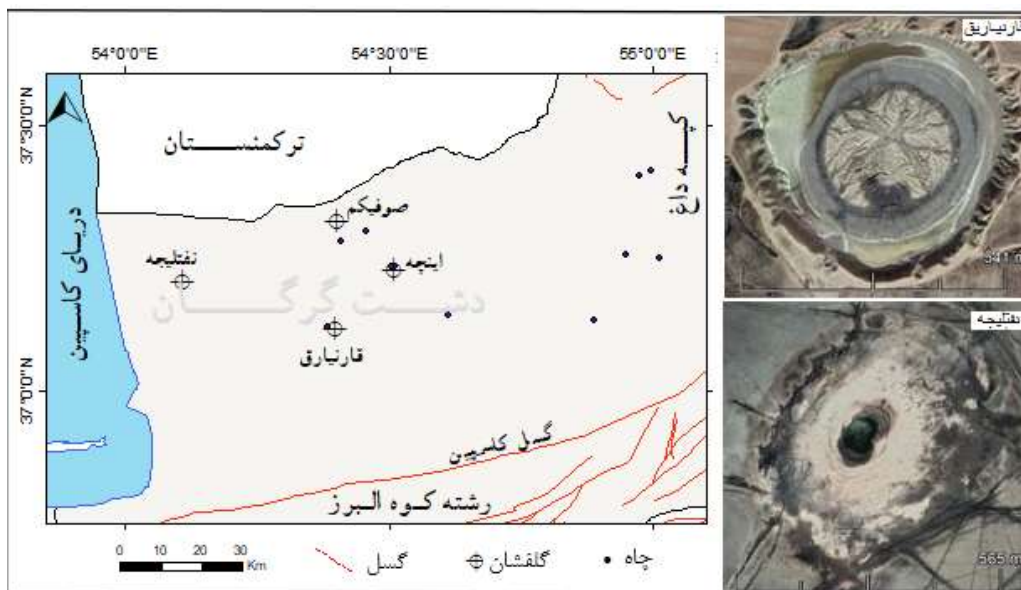 54°0'0"E
54°30'0"E
55°0'0"E
37°30'0"N
37°0'0"N
ترکمنستان
کپه داغ
دریای کاسپین
صوفیکم
نفتلیجه
اینچه
دشت گرگان
قارنیارق
گسل کاسپین
رشته کوه البرز
0 10 20 30
Km
گسل
گلفشان
چاه
قارنیاریق
541 m
نفتلیجه
565 m